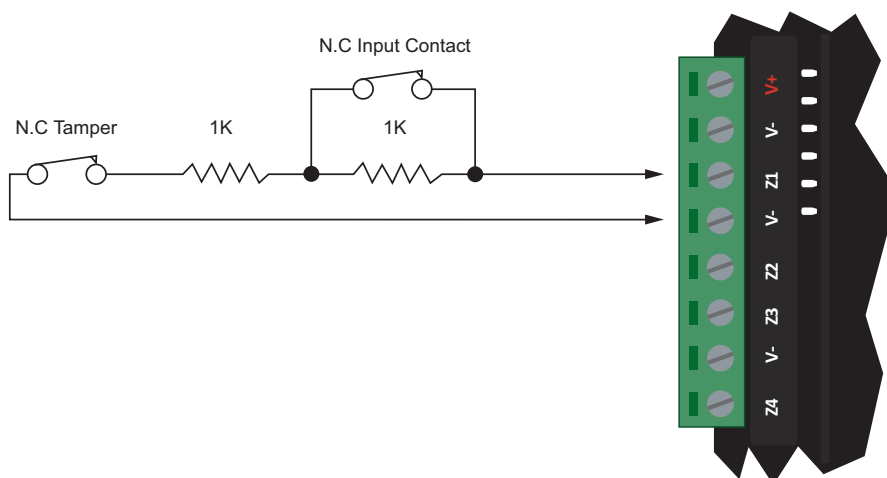 N.C Input Contact
N.C Tamper
1K
1K
V+
V-
Z1
V-
Z2
Z3
V-
Z4